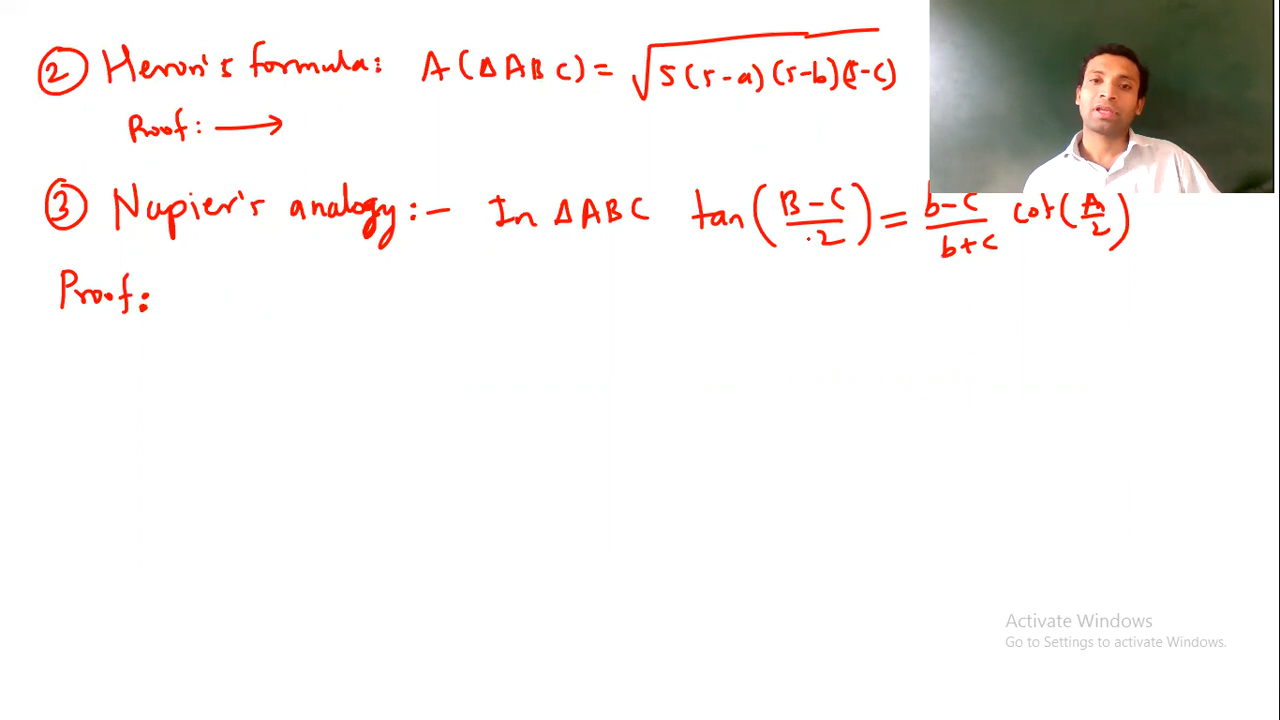 ② Heron's formula: A(ΔABC) = √s(s-a)(s-b)(s-c)
Proof: →
③ Napier's analogy :- In ΔABC tan(B-C/2) = b-c/b+c cot(A/2)
Proof:
Activate Windows
Go to Settings to activate Windows.